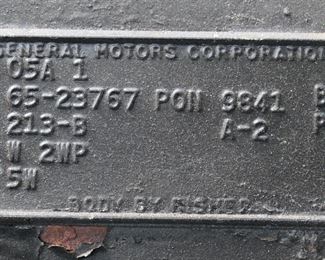 GENERAL MOTORS CORPORATION
05A 1
65-23767 PON 9841
213-B A-2
W 2WP
5W
BODY BY FISHER